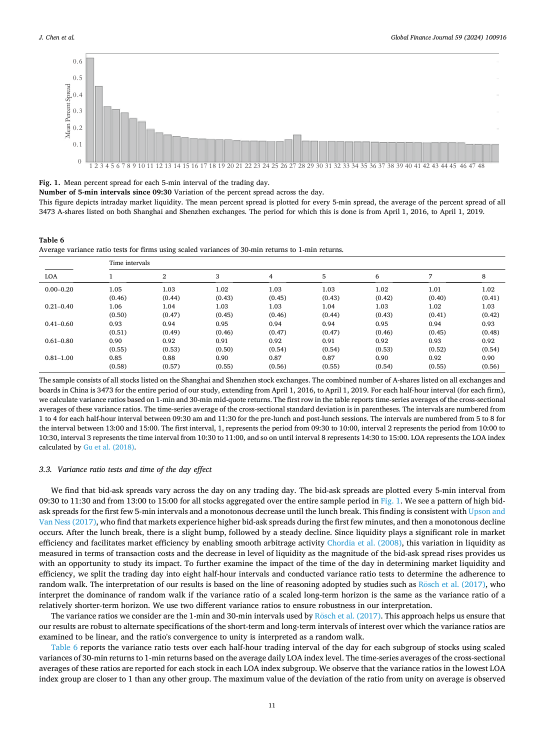 J. Chen et al.
Global Finance Journal 59 (2024) 100916
0.6
0.5
0.4
0.3
0.2
0.1
0
Mean Percent Spread
1 2 3 4 5 6 7 8 9 10 11 12 13 14 15 16 17 18 19 20 21 22 23 24 25 26 27 28 29 30 31 32 33 34 35 36 37 38 39 40 41 42 43 44 45 46 47 48
Fig. 1. Mean percent spread for each 5-min interval of the trading day.
Number of 5-min intervals since 09:30 Variation of the percent spread across the day.
This figure depicts intraday market liquidity. The mean percent spread is plotted for every 5-min spread, the average of the percent spread of all
3473 A-shares listed on both Shanghai and Shenzhen exchanges. The period for which this is done is from April 1, 2016, to April 1, 2019.
Table 6
Average variance ratio tests for firms using scaled variances of 30-min returns to 1-min returns.
Time intervals
LOA 1 2 3 4 5 6 7 8
0.00–0.20 1.05 1.03 1.02 1.03 1.03 1.02 1.01 1.02
(0.46) (0.44) (0.43) (0.45) (0.43) (0.42) (0.40) (0.41)
0.21–0.40 1.06 1.04 1.03 1.03 1.04 1.03 1.02 1.03
(0.50) (0.47) (0.45) (0.46) (0.44) (0.43) (0.41) (0.42)
0.41–0.60 0.93 0.94 0.95 0.94 0.94 0.95 0.94 0.93
(0.51) (0.49) (0.46) (0.47) (0.47) (0.46) (0.45) (0.48)
0.61–0.80 0.90 0.92 0.91 0.92 0.91 0.92 0.93 0.92
(0.55) (0.53) (0.50) (0.54) (0.54) (0.53) (0.52) (0.54)
0.81–1.00 0.85 0.88 0.90 0.87 0.87 0.90 0.92 0.90
(0.58) (0.57) (0.55) (0.56) (0.55) (0.54) (0.55) (0.56)
The sample consists of all stocks listed on the Shanghai and Shenzhen stock exchanges. The combined number of A-shares listed on all exchanges and
boards in China is 3473 for the entire period of our study, extending from April 1, 2016, to April 1, 2019. For each half-hour interval (for each firm),
we calculate variance ratios based on 1-min and 30-min mid-quote returns. The first row in the table reports time-series averages of the cross-sectional
averages of these variance ratios. The time-series average of the cross-sectional standard deviation is in parentheses. The intervals are numbered from
1 to 4 for each half-hour interval between 09:30 am and 11:30 for the pre-lunch and post-lunch sessions. The intervals are numbered from 5 to 8 for
the interval between 13:00 and 15:00. The first interval, 1, represents the period from 09:30 to 10:00, interval 2 represents the period from 10:00 to
10:30, interval 3 represents the time interval from 10:30 to 11:00, and so on until interval 8 represents 14:30 to 15:00. LOA represents the LOA index
calculated by Gu et al. (2018).
3.3. Variance ratio tests and time of the day effect
We find that bid-ask spreads vary across the day on any trading day. The bid-ask spreads are plotted every 5-min interval from
09:30 to 11:30 and from 13:00 to 15:00 for all stocks aggregated over the entire sample period in Fig. 1. We see a pattern of high bid-
ask spreads for the first few 5-min intervals and a monotonous decrease until the lunch break. This finding is consistent with Upson and
Van Ness (2017), who find that markets experience higher bid-ask spreads during the first few minutes, and then a monotonous decline
occurs. After the lunch break, there is a slight bump, followed by a steady decline. Since liquidity plays a significant role in market
efficiency and facilitates market efficiency by enabling smooth arbitrage activity Chordia et al. (2008), this variation in liquidity as
measured in terms of transaction costs and the decrease in level of liquidity as the magnitude of the bid-ask spread rises provides us
with an opportunity to study its impact. To further examine the impact of the time of the day in determining market liquidity and
efficiency, we split the trading day into eight half-hour intervals and conducted variance ratio tests to determine the adherence to
random walk. The interpretation of our results is based on the line of reasoning adopted by studies such as Rösch et al. (2017), who
interpret the dominance of random walk if the variance ratio of a scaled long-term horizon is the same as the variance ratio of a
relatively shorter-term horizon. We use two different variance ratios to ensure robustness in our interpretation.
The variance ratios we consider are the 1-min and 30-min intervals used by Rösch et al. (2017). This approach helps us ensure that
our results are robust to alternate specifications of the short-term and long-term intervals of interest over which the variance ratios are
examined to be linear, and the ratio's convergence to unity is interpreted as a random walk.
Table 6 reports the variance ratio tests over each half-hour trading interval of the day for each subgroup of stocks using scaled
variances of 30-min returns to 1-min returns based on the average daily LOA index level. The time-series averages of the cross-sectional
averages of these ratios are reported for each stock in each LOA index subgroup. We observe that the variance ratios in the lowest LOA
index group are closer to 1 than any other group. The maximum value of the deviation of the ratio from unity on average is observed
11